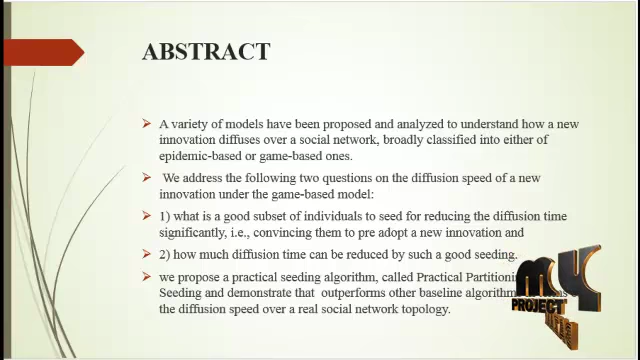 ABSTRACT
A variety of models have been proposed and analyzed to understand how a new
innovation diffuses over a social network, broadly classified into either of
epidemic-based or game-based ones.
We address the following two questions on the diffusion speed of a new
innovation under the game-based model:
1) what is a good subset of individuals to seed for reducing the diffusion time
significantly, i.e., convincing them to pre adopt a new innovation and
2) how much diffusion time can be reduced by such a good seeding.
we propose a practical seeding algorithm, called Practical
Seeding and demonstrate that outperforms other baseline
the diffusion speed over a real social network topology.
MY
PROJECT